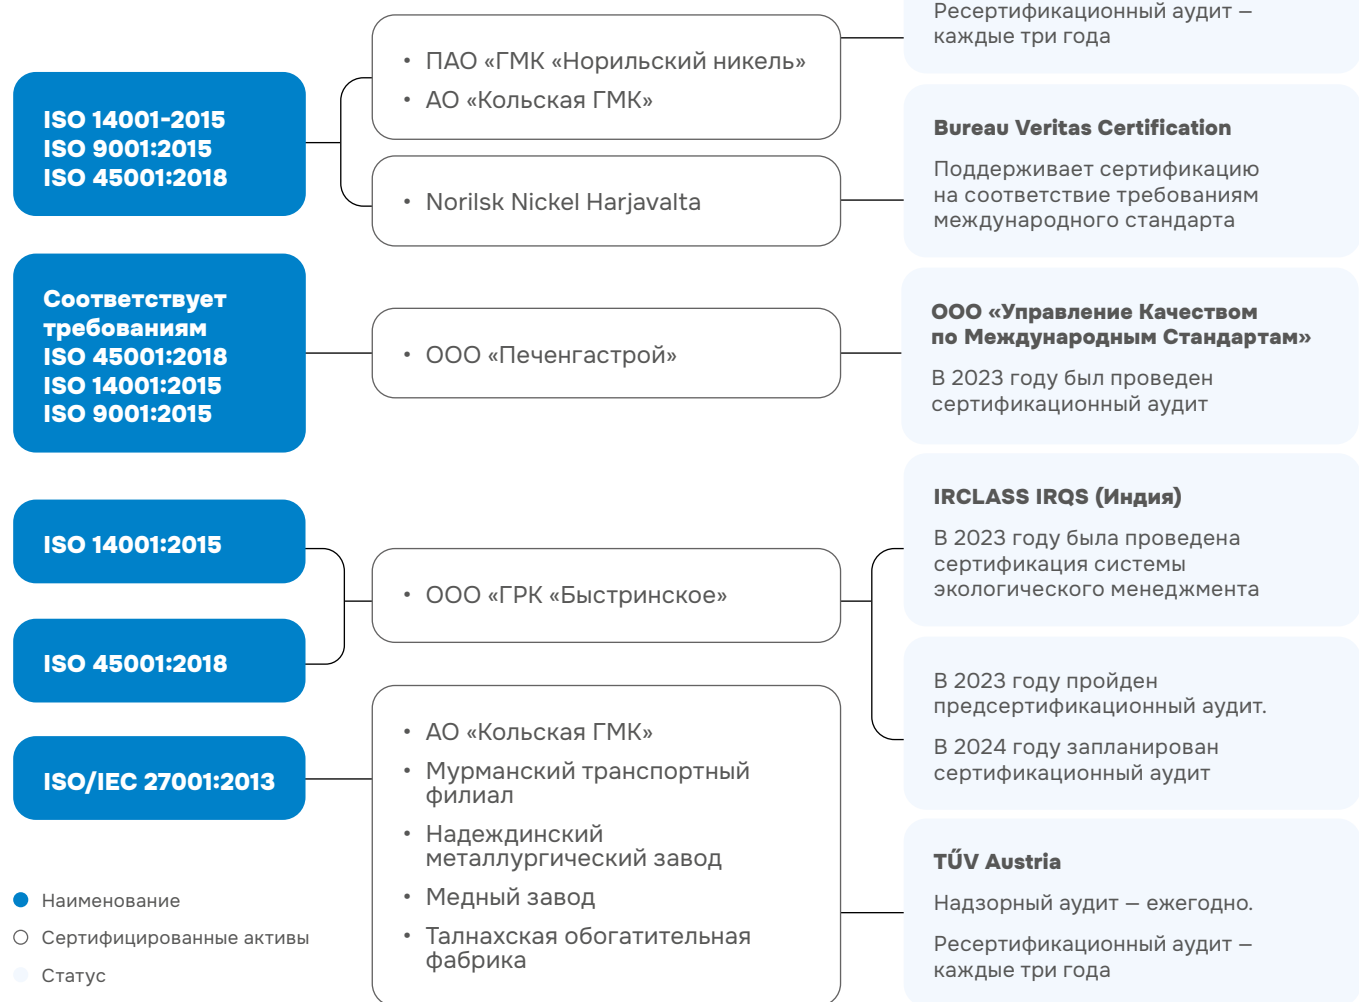 Ресертификационный аудит —
каждые три года
ISO 14001-2015
ISO 9001:2015
ISO 45001:2018
• ПАО «ГМК «Норильский никель»
• АО «Кольская ГМК»
• Norilsk Nickel Harjavalta
Bureau Veritas Certification
Поддерживает сертификацию
на соответствие требованиям
международного стандарта
Соответствует
требованиям
ISO 45001:2018
ISO 14001:2015
ISO 9001:2015
• ООО «Печенгастрой»
ООО «Управление Качеством
по Международным Стандартам»
В 2023 году был проведен
сертификационный аудит
ISO 14001:2015
ISO 45001:2018
• ООО «ГРК «Быстринское»
IRCLASS IRQS (Индия)
В 2023 году была проведена
сертификация системы
экологического менеджмента
В 2023 году пройден
предсертификационный аудит.
В 2024 году запланирован
сертификационный аудит
ISO/IEC 27001:2013
• АО «Кольская ГМК»
• Мурманский транспортный
филиал
• Надеждинский
металлургический завод
• Медный завод
• Талнахская обогатительная
фабрика
TŰV Austria
Надзорный аудит — ежегодно.
Ресертификационный аудит —
каждые три года
Наименование
Сертифицированные активы
Статус